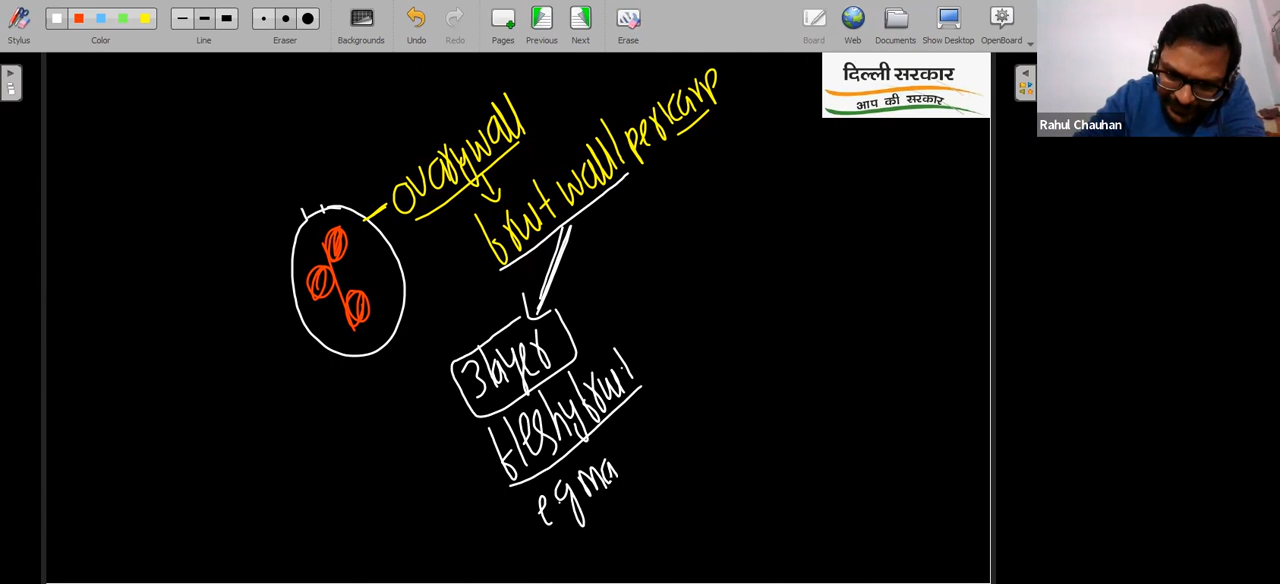 Stylus
Color
Line
Eraser
Backgrounds
Undo
Redo
Pages
Previous
Next
Erase
Board
Web
Documents
Show Desktop
OpenBoard
Rahul Chauhan
दिल्ली सरकार
आप की सरकार
ovary wall
fruit wall/perikarp
3 layer
fleshy fruit
eg ma